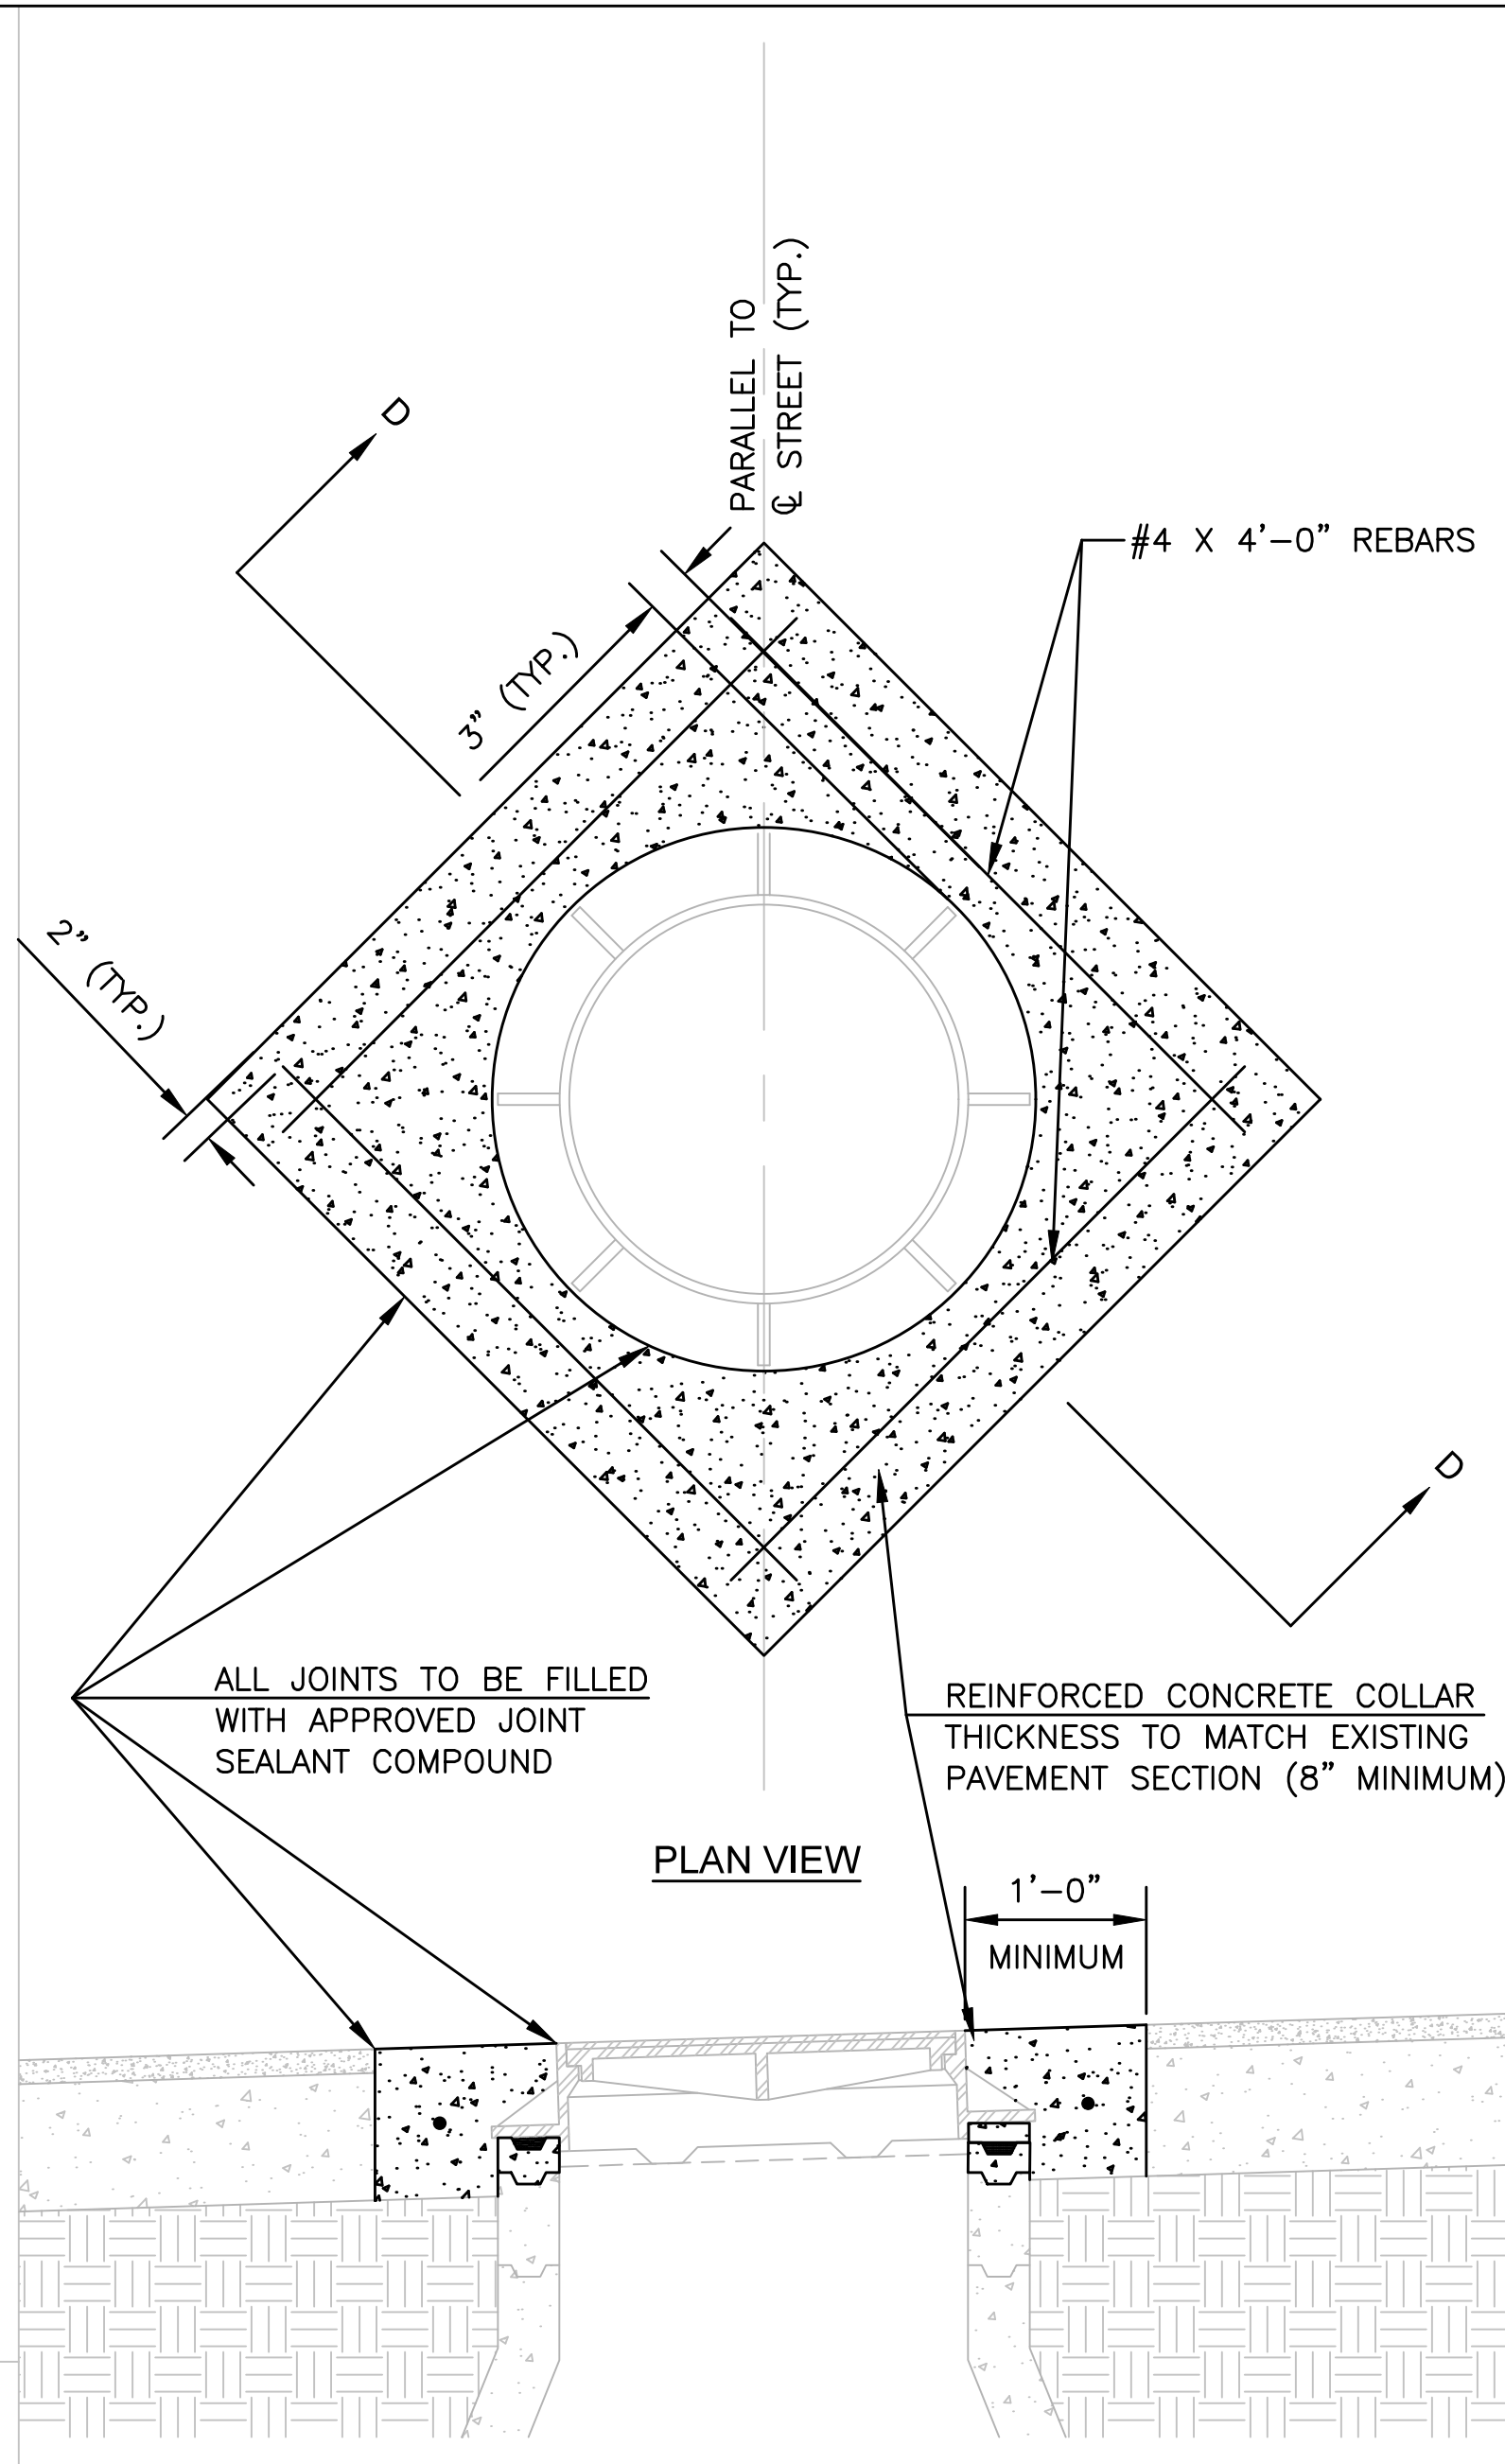 PARALLEL TO
℄ STREET (TYP.)
D
#4 X 4'-0" REBARS
3" (TYP.)
2" (TYP.)
D
ALL JOINTS TO BE FILLED
WITH APPROVED JOINT
SEALANT COMPOUND
REINFORCED CONCRETE COLLAR
THICKNESS TO MATCH EXISTING
PAVEMENT SECTION (8" MINIMUM)
PLAN VIEW
1'-0"
MINIMUM